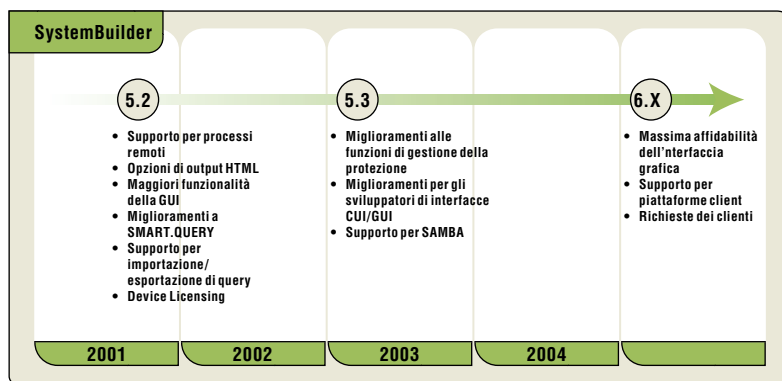 SystemBuilder
5.2
• Supporto per processi
remoti
• Opzioni di output HTML
• Maggiori funzionalità
della GUI
• Miglioramenti a
SMART.QUERY
• Supporto per
importazione/
esportazione di query
• Device Licensing
5.3
• Miglioramenti alle
funzioni di gestione della
protezione
• Miglioramenti per gli
sviluppatori di interfacce
CUI/GUI
• Supporto per SAMBA
6.X
• Massima affidabilità
dell’nterfaccia
grafica
• Supporto per
piattaforme client
• Richieste dei clienti
2001
2002
2003
2004